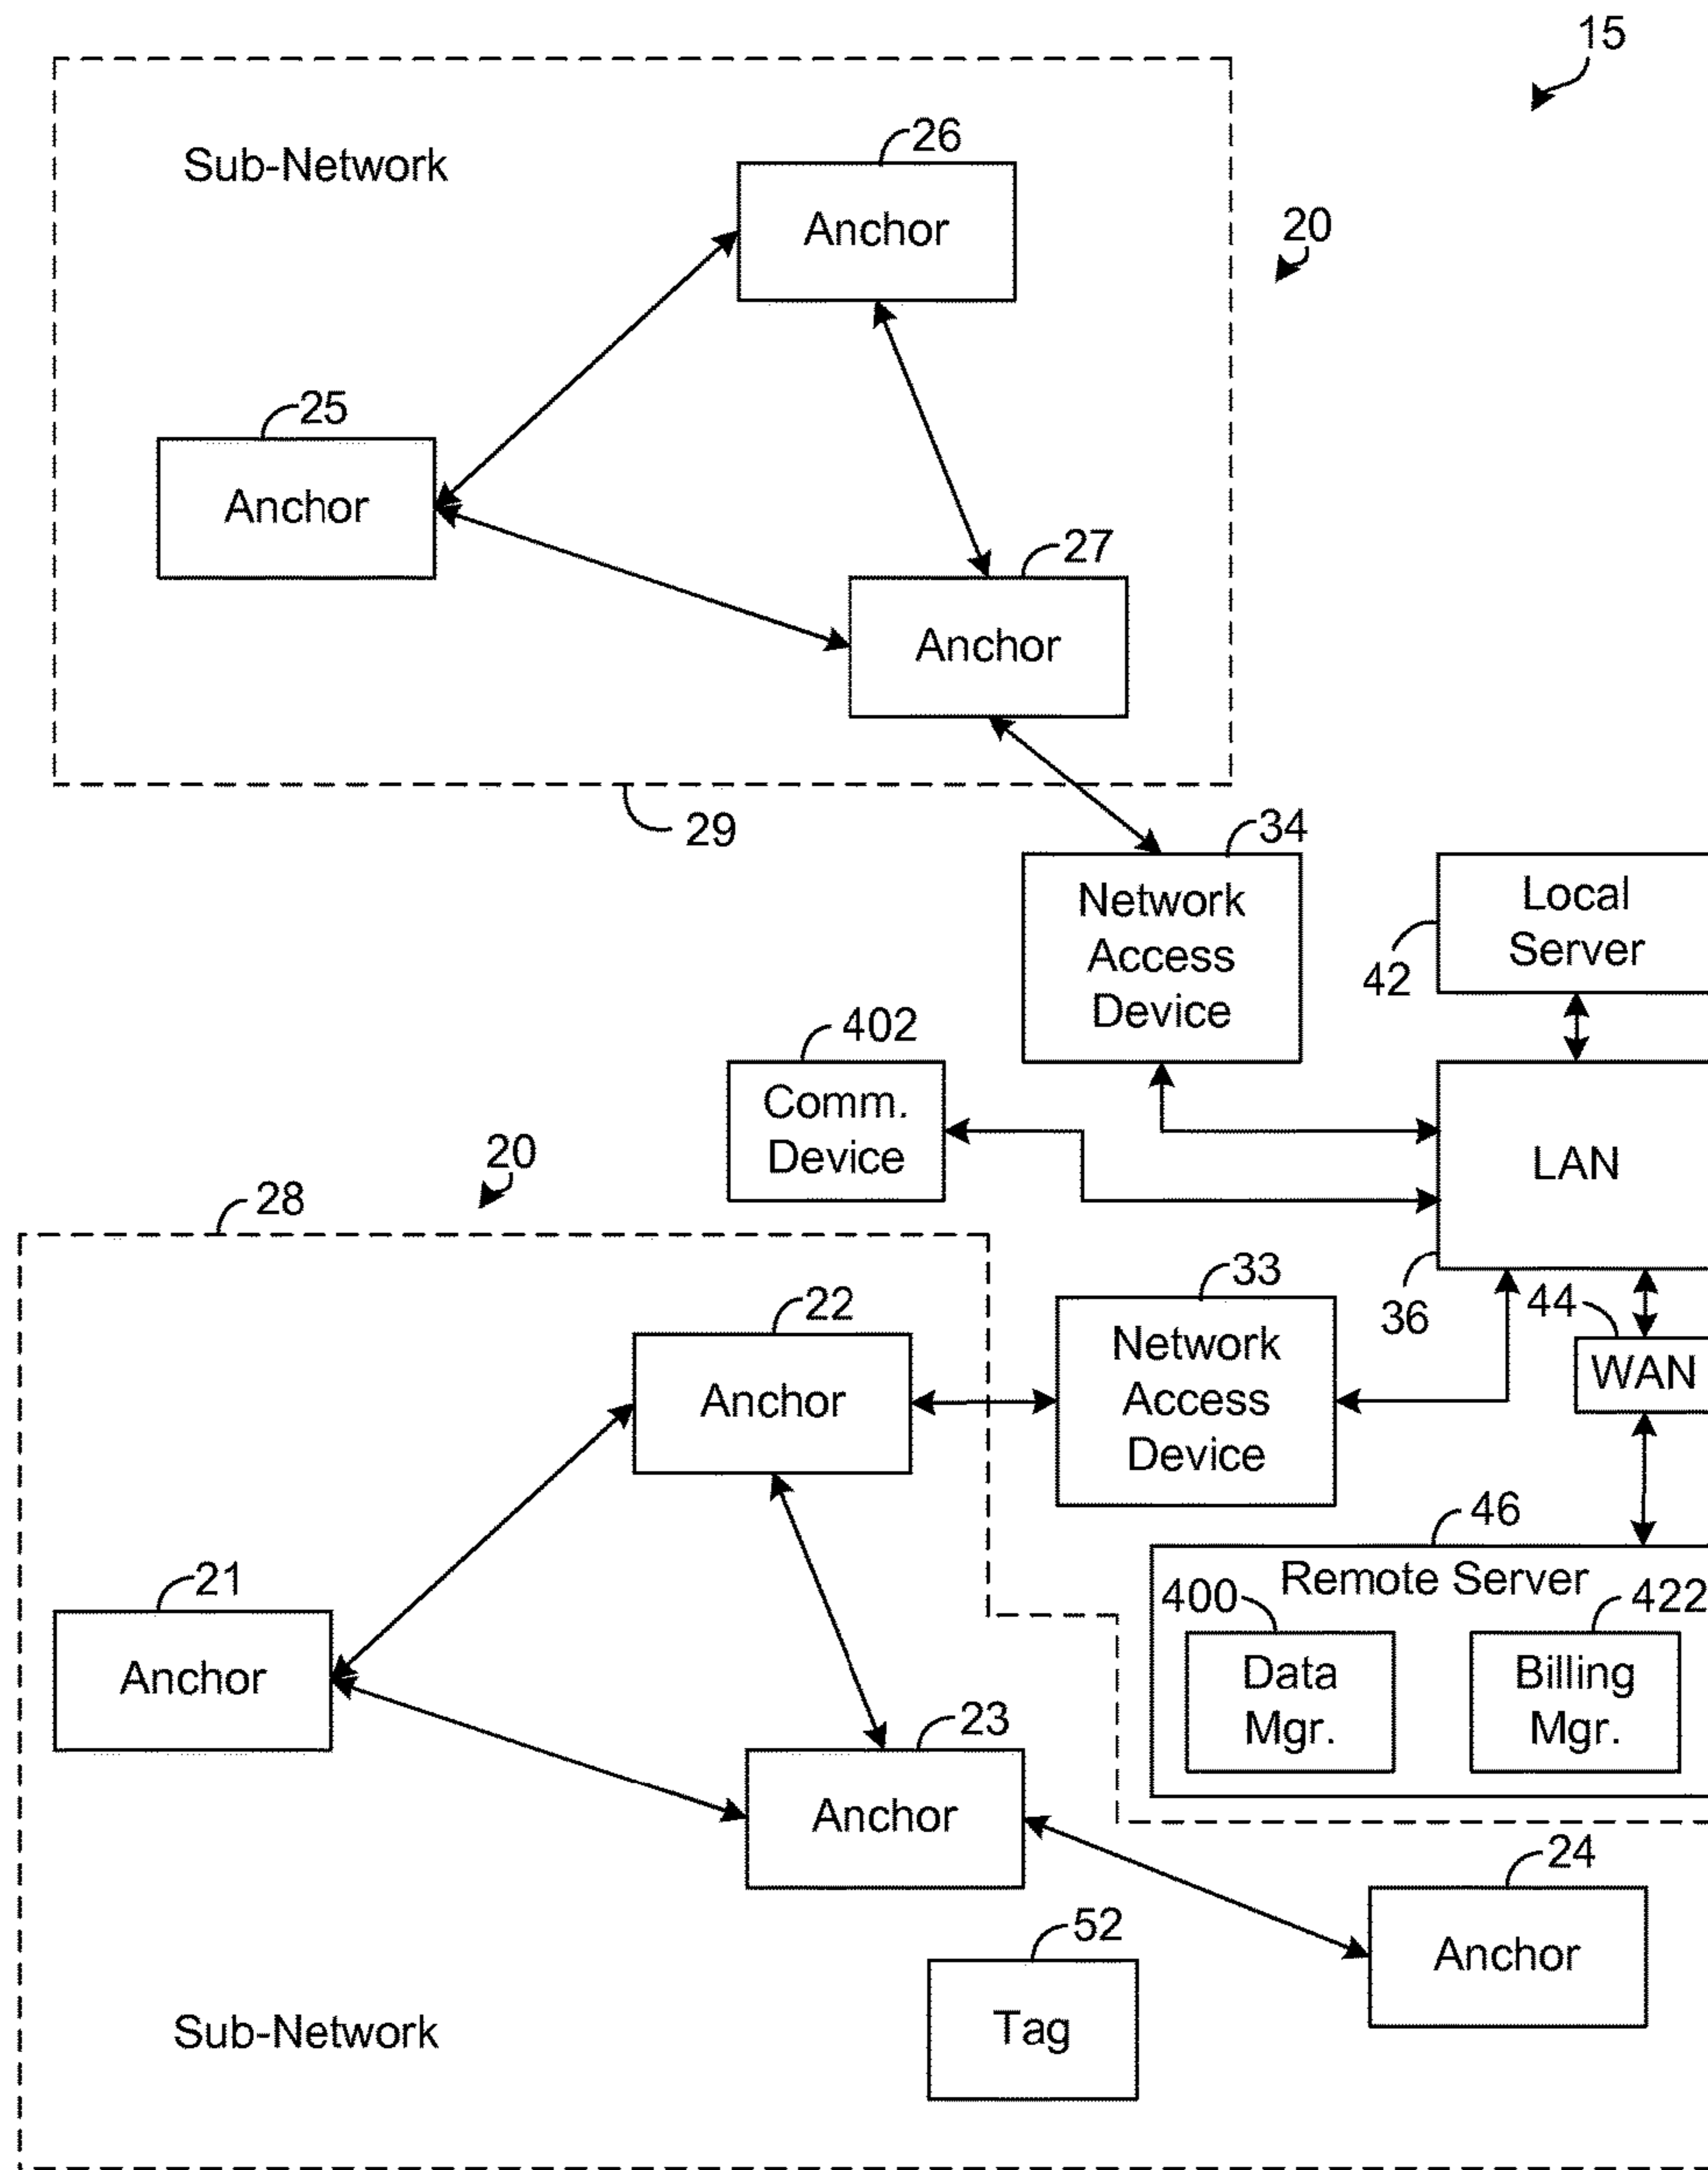 15
Sub-Network
26
Anchor
20
25
Anchor
27
Anchor
29
34
Network
Access
Device
Local
Server
42
402
Comm.
Device
LAN
36
20
28
22
Anchor
33
Network
Access
Device
44
WAN
46
Remote Server
400
Data
Mgr.
422
Billing
Mgr.
21
Anchor
23
Anchor
24
Anchor
52
Tag
Sub-Network